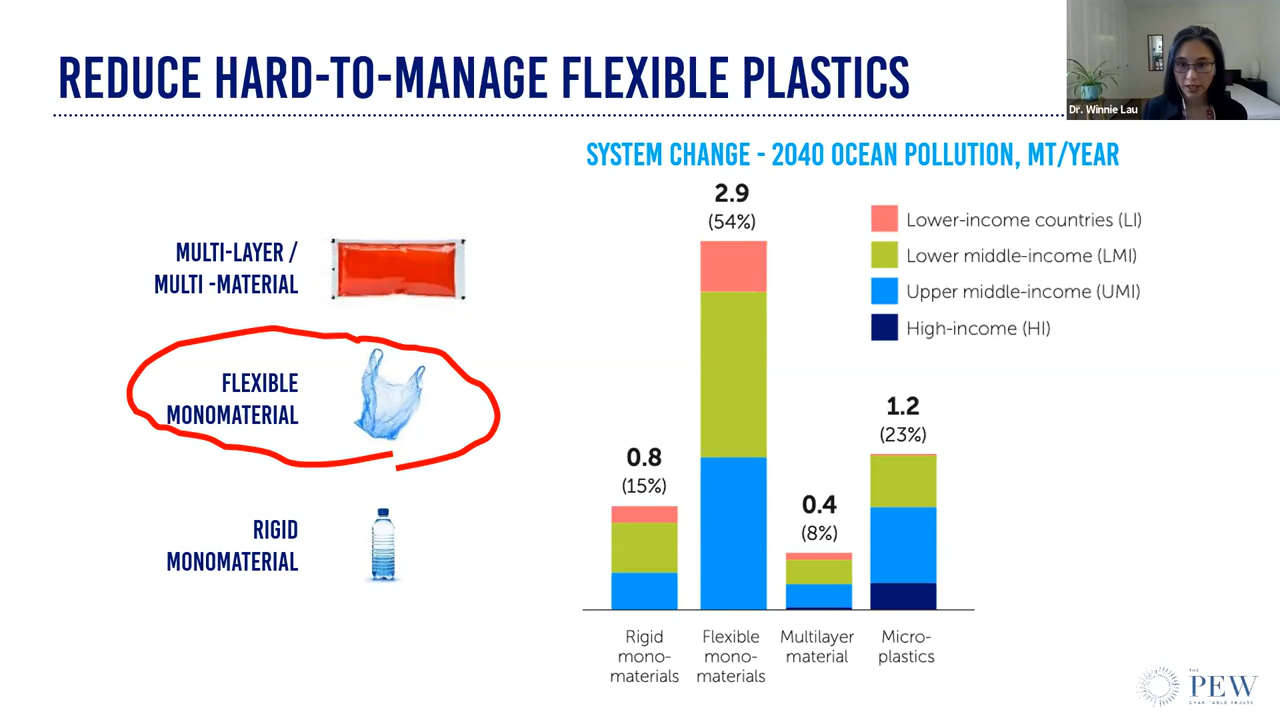 REDUCE HARD-TO-MANAGE FLEXIBLE PLASTICS
Dr. Winnie Lau
SYSTEM CHANGE - 2040 OCEAN POLLUTION, MT/YEAR
MULTI-LAYER /
MULTI -MATERIAL
FLEXIBLE
MONOMATERIAL
RIGID
MONOMATERIAL
2.9
(54%)
Lower-income countries (LI)
Lower middle-income (LMI)
Upper middle-income (UMI)
High-income (HI)
1.2
(23%)
0.8
(15%)
0.4
(8%)
Rigid
mono-
materials
Flexible
mono-
materials
Multilayer
material
Micro-
plastics
THE
PEW
CHARITABLE TRUSTS